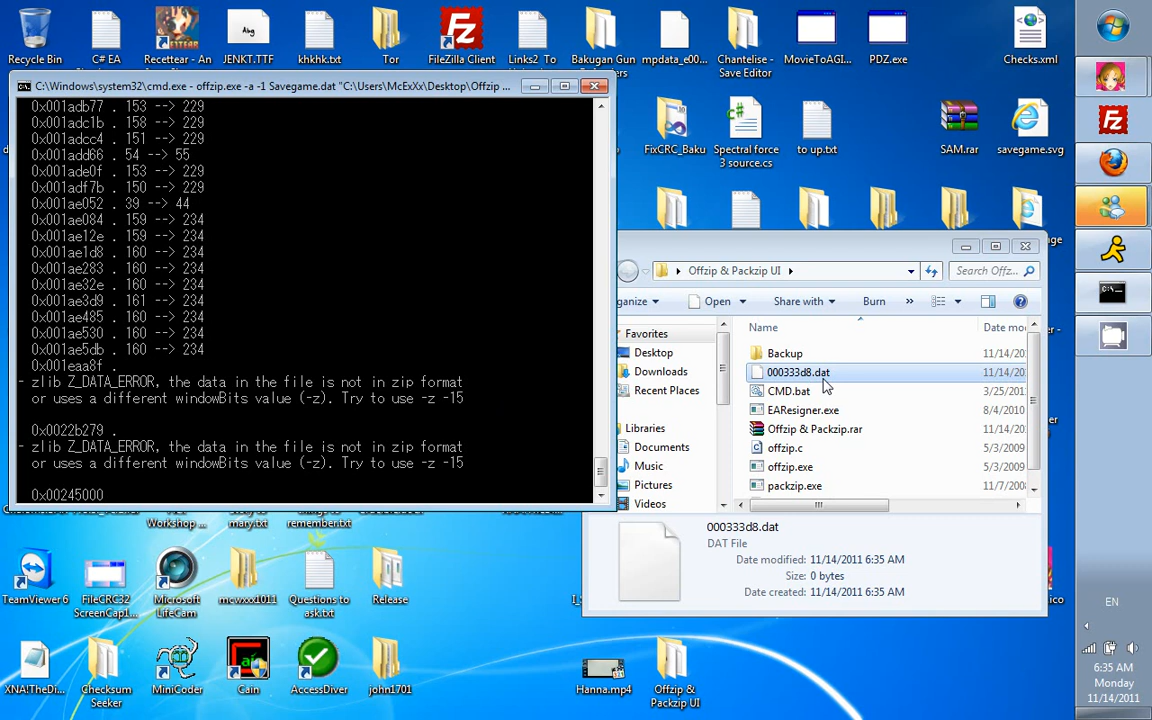 Recycle Bin
C# EA
Recettear - An
JENKT.TTF
khkhk.txt
Tor
FileZilla Client
Links2_To
Bakugan Gun
mpdata_e00...
Chantelise -
Save Editor
MovieToAGI...
PDZ.exe
Checks.xml
C:\Windows\system32\cmd.exe - offzip.exe -a -1 Savegame.dat "C:\Users\McExXx\Desktop\Offzip ...
0x001adb77 . 153 --> 229
0x001adc1b . 158 --> 229
0x001adcc4 . 151 --> 229
0x001add66 . 54 --> 55
0x001ade0f . 153 --> 229
0x001adf7b . 150 --> 229
0x001ae052 . 39 --> 44
0x001ae084 . 159 --> 234
0x001ae12e . 159 --> 234
0x001ae1d8 . 160 --> 234
0x001ae283 . 160 --> 234
0x001ae32e . 160 --> 234
0x001ae3d9 . 161 --> 234
0x001ae485 . 160 --> 234
0x001ae530 . 160 --> 234
0x001ae5db . 160 --> 234
0x001eaa8f .
- zlib Z_DATA_ERROR, the data in the file is not in zip format
or uses a different windowBits value (-z). Try to use -z -15
0x0022b279 .
- zlib Z_DATA_ERROR, the data in the file is not in zip format
or uses a different windowBits value (-z). Try to use -z -15
0x00245000
FixCRC_Baku
Spectral force
3 source.cs
to up.txt
SAM.rar
savegame.svg
Offzip & Packzip UI
Search Offz...
Open
Share with
Burn
»
Name
Date mo
Favorites
Desktop
Downloads
Recent Places
Libraries
Documents
Music
Pictures
Videos
Backup 11/14/20
000333d8.dat 11/14/20
CMD.bat 3/25/201
EAResigner.exe 8/4/2010
Offzip & Packzip.rar 11/14/20
offzip.c 5/3/2009
offzip.exe 5/3/2009
packzip.exe 11/7/2008
000333d8.dat
DAT File
Date modified: 11/14/2011 6:35 AM
Size: 0 bytes
Date created: 11/14/2011 6:35 AM
Workshop ...
mary.txt
remember.txt
TeamViewer 6
FileCRC32
ScreenCap1...
Microsoft
LifeCam
mcwxxx1011
Questions to
ask.txt
Release
XNA!TheDi...
Checksum
Seeker
MiniCoder
Cain
AccessDiver
john1701
Hanna.mp4
Offzip &
Packzip UI
EN
6:35 AM
Monday
11/14/2011